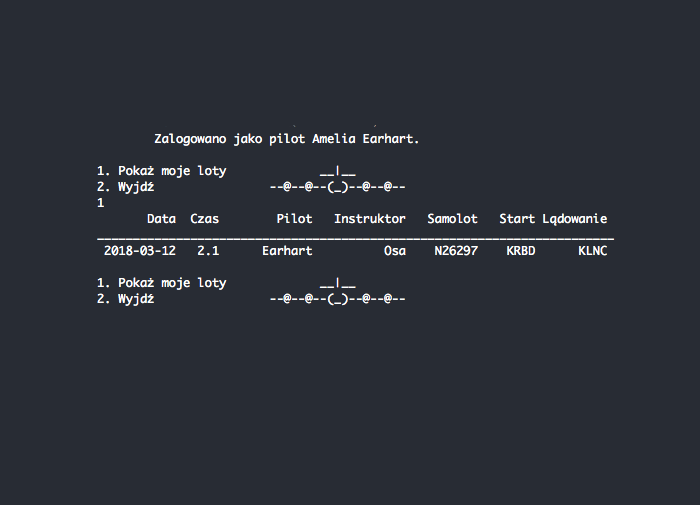 Zalogowano jako pilot Amelia Earhart.
1. Pokaż moje loty __|__
2. Wyjdź --@--@--(_)--@--@--
1
Data Czas Pilot Instruktor Samolot Start Lądowanie
2018-03-12 2.1 Earhart Osa N26297 KRBD KLNC
1. Pokaż moje loty __|__
2. Wyjdź --@--@--(_)--@--@--